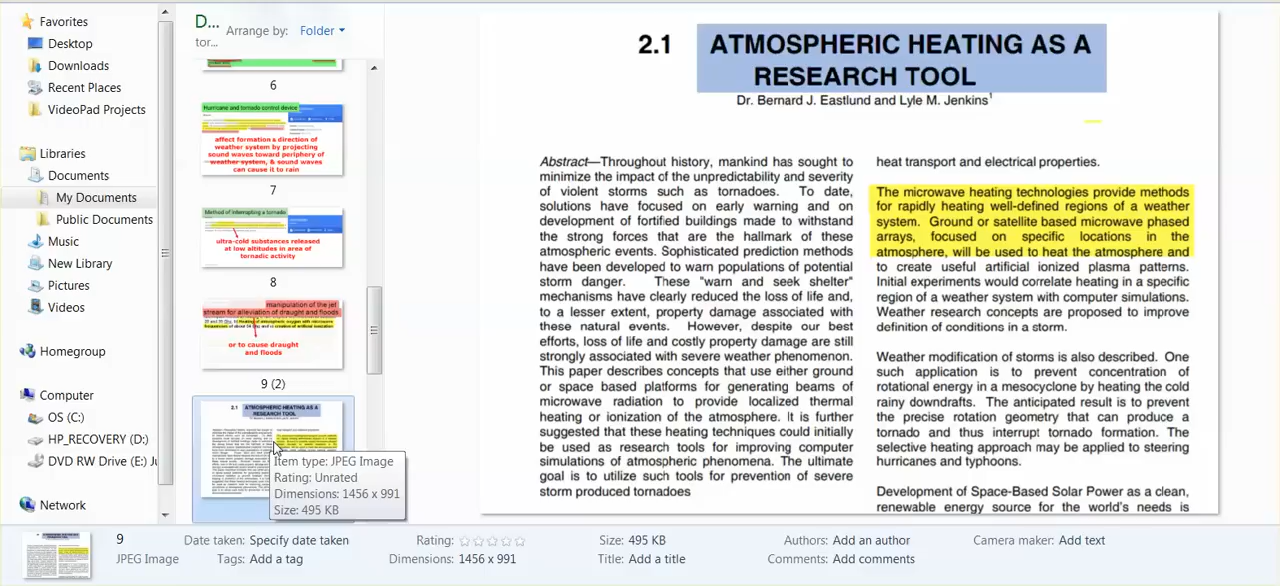 Favorites
Desktop
Downloads
Recent Places
VideoPad Projects
Libraries
Documents
My Documents
Public Documents
Music
New Library
Pictures
Videos
Homegroup
Computer
OS (C:)
HP_RECOVERY (D:)
DVD RW Drive (E:) Ju
Network
D...
tor...
Arrange by: Folder
6
Hurricane and tornado control device
affect formation & direction of
weather system by projecting
sound waves toward periphery of
weather system, & sound waves
can cause it to rain
7
Method of interrupting a tornado
ultra-cold substances released
at low altitudes in area of
tornadic activity
8
manipulation of the jet
stream for alleviation of draught and floods
or to cause draught
and floods
9 (2)
2.1 ATMOSPHERIC HEATING AS A
RESEARCH TOOL
Item type: JPEG Image
Rating: Unrated
Dimensions: 1456 x 991
Size: 495 KB
2.1 ATMOSPHERIC HEATING AS A
RESEARCH TOOL
Dr. Bernard J. Eastlund and Lyle M. Jenkins1
Abstract—Throughout history, mankind has sought to
minimize the impact of the unpredictability and severity
of violent storms such as tornadoes. To date,
solutions have focused on early warning and on
development of fortified buildings made to withstand
the strong forces that are the hallmark of these
atmospheric events. Sophisticated prediction methods
have been developed to warn populations of potential
storm danger. These "warn and seek shelter"
mechanisms have clearly reduced the loss of life and,
to a lesser extent, property damage associated with
these natural events. However, despite our best
efforts, loss of life and costly property damage are still
strongly associated with severe weather phenomenon.
This paper describes concepts that use either ground
or space based platforms for generating beams of
microwave radiation to provide localized thermal
heating or ionization of the atmosphere. It is further
suggested that these heating techniques could initially
be used as research tools for improving computer
simulations of atmospheric phenomena. The ultimate
goal is to utilize such tools for prevention of severe
storm produced tornadoes
heat transport and electrical properties.
The microwave heating technologies provide methods
for rapidly heating well-defined regions of a weather
system. Ground or satellite based microwave phased
arrays, focused on specific locations in the
atmosphere, will be used to heat the atmosphere and
to create useful artificial ionized plasma patterns.
Initial experiments would correlate heating in a specific
region of a weather system with computer simulations.
Weather research concepts are proposed to improve
definition of conditions in a storm.
Weather modification of storms is also described. One
such application is to prevent concentration of
rotational energy in a mesocyclone by heating the cold
rainy downdrafts. The anticipated result is to prevent
the precise rotation geometry that can produce a
tornado and thus interrupt tornado formation. The
selective heating approach may be applied to steering
hurricanes and typhoons.
Development of Space-Based Solar Power as a clean,
renewable energy source for the world's needs is
9
JPEG Image
Date taken: Specify date taken
Tags: Add a tag
Rating:
Dimensions: 1456 x 991
Size: 495 KB
Title: Add a title
Authors: Add an author
Comments: Add comments
Camera maker: Add text